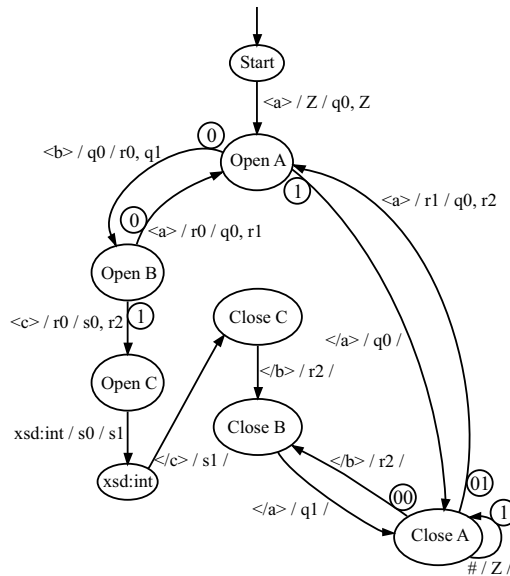 Start
<a> / Z / q0, Z
0
<b> / q0 / r0, q1
Open A
1
0
<a> / r1 / q0, r2
<a> / r0 / q0, r1
Open B
1
<c> / r0 / s0, r2
Close C
</a> / q0 /
Open C
</b> / r2 /
xsd:int / s0 / s1
Close B
</c> / s1 /
</b> / r2 /
xsd:int
01
00
</a> / q1 /
1
Close A
# / Z /